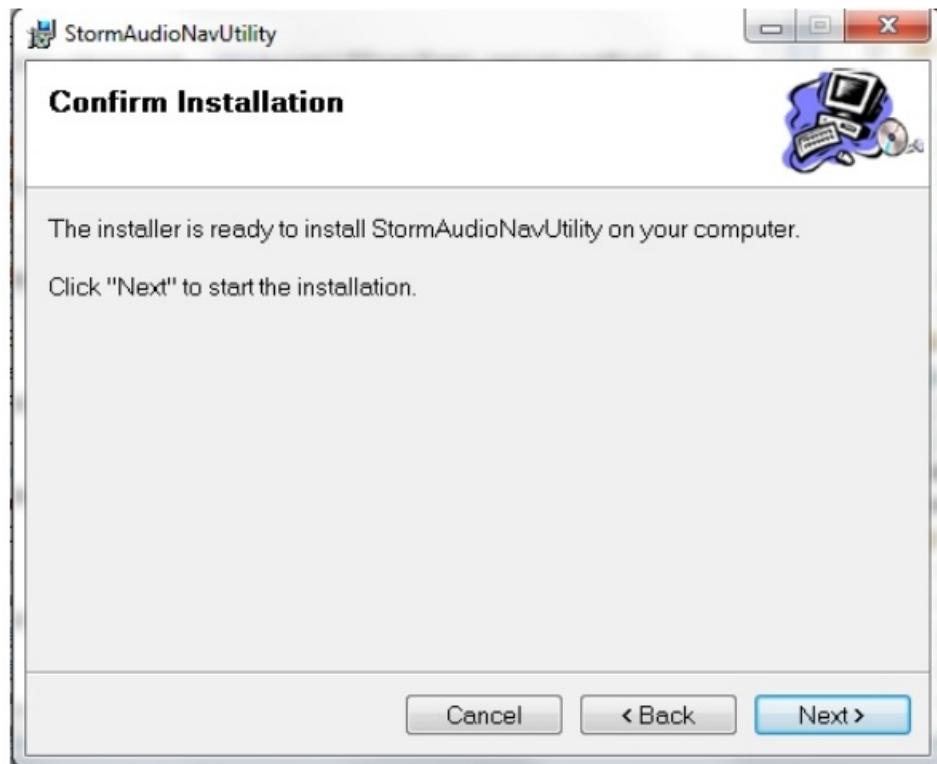 StormAudioNavUtility
Confirm Installation
The installer is ready to install StormAudioNavUtility on your computer.
Click "Next" to start the installation.
Cancel
< Back
Next >